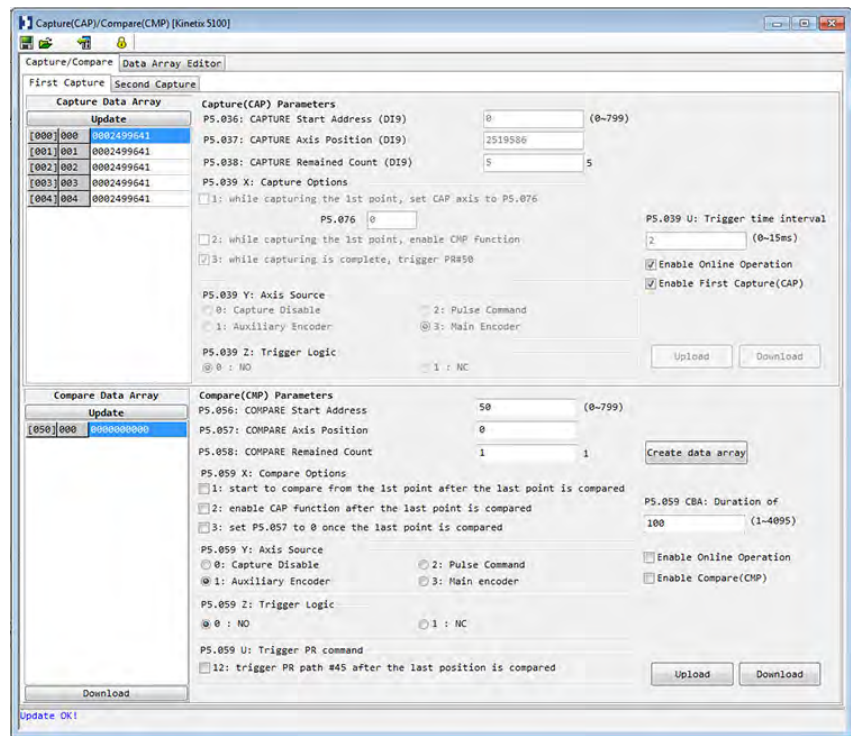 Capture(CAP)/Compare(CMP) [Kinetix 5100]
Capture/Compare Data Array Editor
First Capture Second Capture
Capture Data Array
Update
[000] 000 0002499641
[001] 001 0002499641
[002] 002 0002499641
[003] 003 0002499641
[004] 004 0002499641
Capture(CAP) Parameters
P5.036: CAPTURE Start Address (DI9) 0 (0~799)
P5.037: CAPTURE Axis Position (DI9) 2519586
P5.038: CAPTURE Remained Count (DI9) 5 5
P5.039 X: Capture Options
1: while capturing the 1st point, set CAP axis to P5.076
P5.076 0
2: while capturing the 1st point, enable CMP function
3: while capturing is complete, trigger PR#50
P5.039 Y: Axis Source
0: Capture Disable 2: Pulse Command
1: Auxiliary Encoder 3: Main Encoder
P5.039 Z: Trigger Logic
0 : NO 1 : NC
P5.039 U: Trigger time interval
2 (0~15ms)
Enable Online Operation
Enable First Capture(CAP)
Upload Download
Compare Data Array
Update
[050] 000 0000000000
Download
Compare(CMP) Parameters
P5.056: COMPARE Start Address 50 (0~799)
P5.057: COMPARE Axis Position 0
P5.058: COMPARE Remained Count 1 1 Create data array
P5.059 X: Compare Options
1: start to compare from the 1st point after the last point is compared
2: enable CAP function after the last point is compared
3: set P5.057 to 0 once the last point is compared
P5.059 Y: Axis Source
0: Capture Disable 2: Pulse Command
1: Auxiliary Encoder 3: Main encoder
P5.059 Z: Trigger Logic
0 : NO 1 : NC
P5.059 U: Trigger PR command
12: trigger PR path #45 after the last position is compared
P5.059 CBA: Duration of
100 (1~4095)
Enable Online Operation
Enable Compare(CMP)
Upload Download
Update OK!